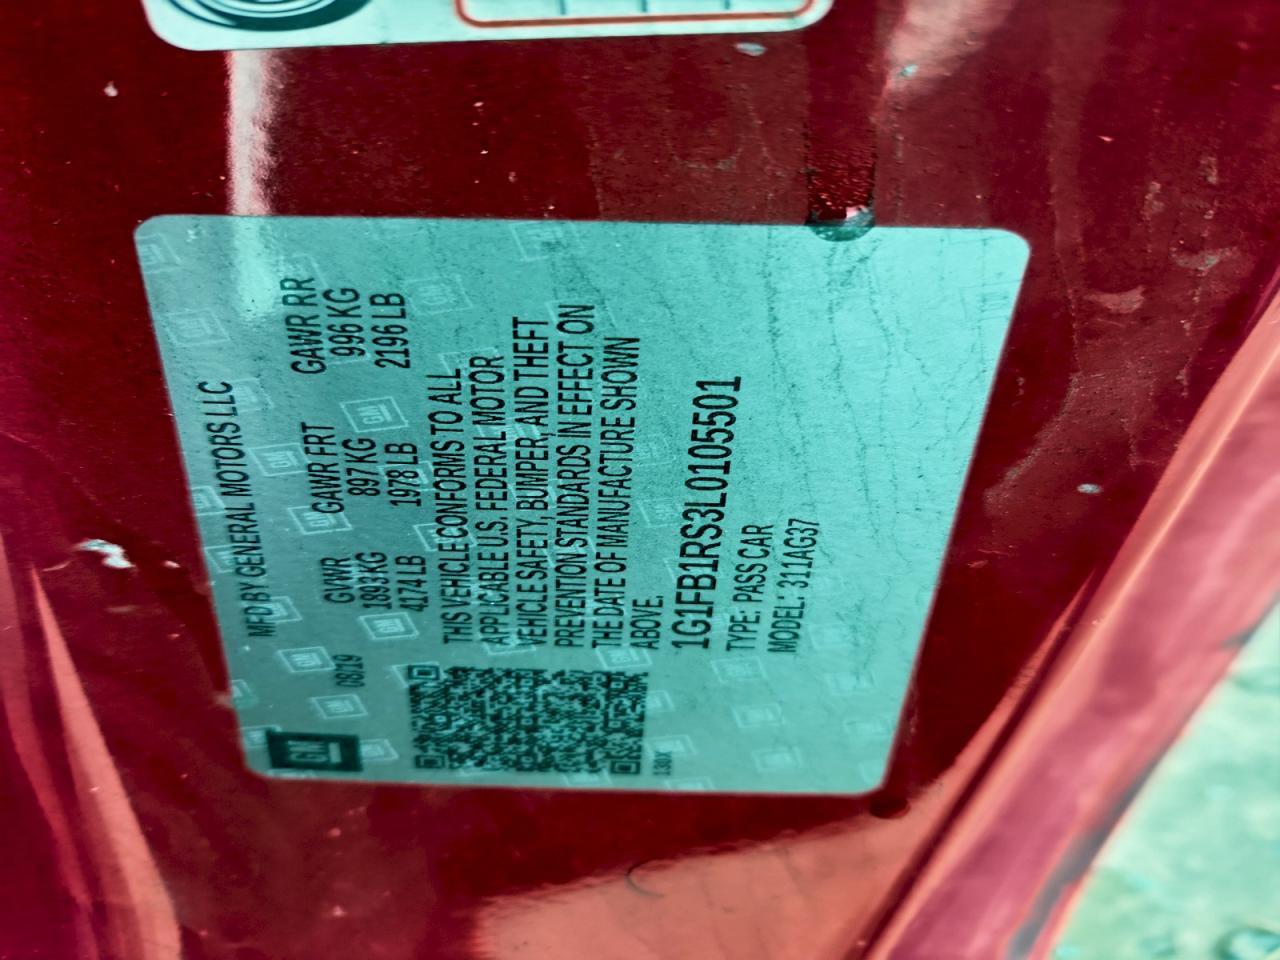 MFD BY GENERAL MOTORS LLC
08/19 GVWR GAWR FRT GAWR RR
1893 KG 897 KG 996 KG
4174 LB 1978 LB 2196 LB
THIS VEHICLE CONFORMS TO ALL
APPLICABLE U.S. FEDERAL MOTOR
VEHICLE SAFETY, BUMPER, AND THEFT
PREVENTION STANDARDS IN EFFECT ON
THE DATE OF MANUFACTURE SHOWN
ABOVE.
1G1FB1RS3L0105501
TYPE: PASS CAR
MODEL: 311AG37
GM